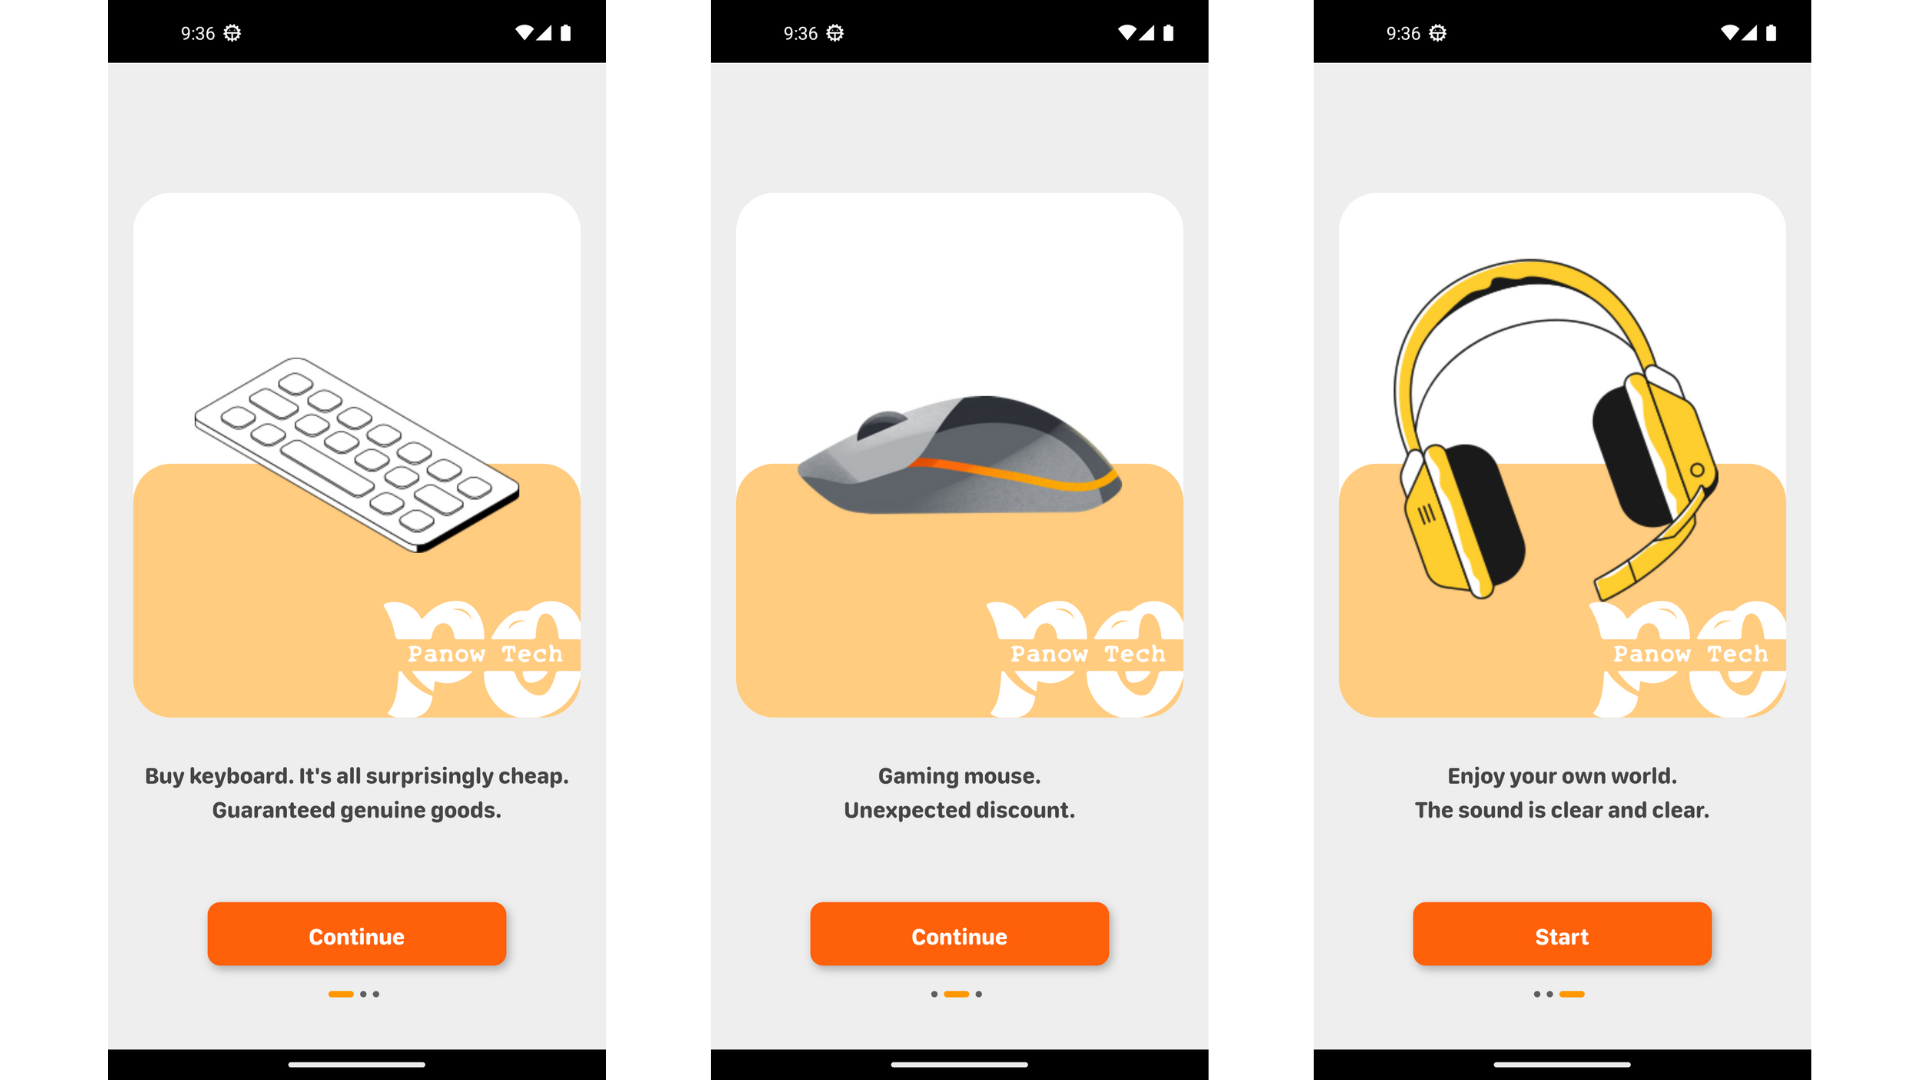 9:36
Panow Tech
Buy keyboard. It's all surprisingly cheap.
Guaranteed genuine goods.
Continue
9:36
Panow Tech
Gaming mouse.
Unexpected discount.
Continue
9:36
Panow Tech
Enjoy your own world.
The sound is clear and clear.
Start